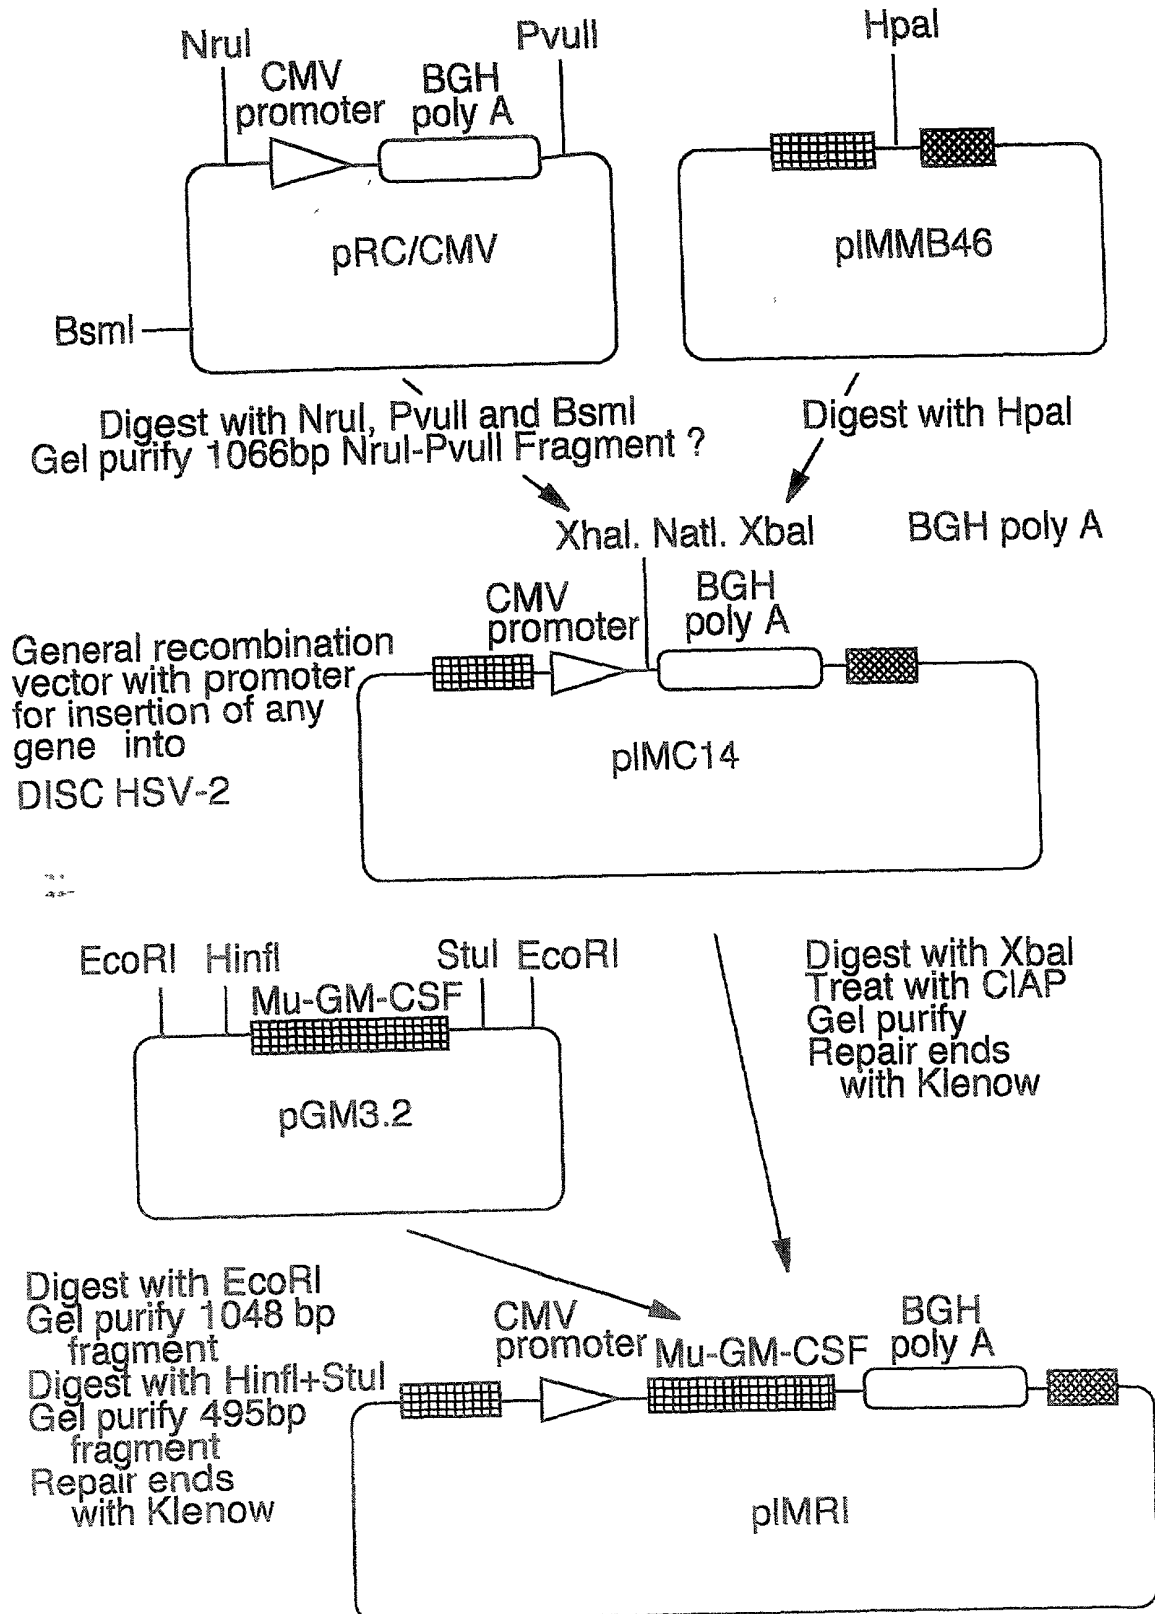 NruI
PvuII
HpaI
CMV
promoter
BGH
poly A
pRC/CMV
pIMMB46
BsmI
Digest with NruI, PvuII and BsmI
Gel purify 1066bp NruI-PvuII Fragment ?
Digest with HpaI
XhaI. NatI. XbaI
BGH poly A
CMV
promoter
BGH
poly A
General recombination
vector with promoter
for insertion of any
gene into
DISC HSV-2
pIMC14
EcoRI
HinfI
StuI
EcoRI
Mu-GM-CSF
pGM3.2
Digest with XbaI
Treat with CIAP
Gel purify
Repair ends
with Klenow
Digest with EcoRI
Gel purify 1048 bp
fragment
Digest with HinfI+StuI
Gel purify 495bp
fragment
Repair ends
with Klenow
CMV
promoter
Mu-GM-CSF
BGH
poly A
pIMRI